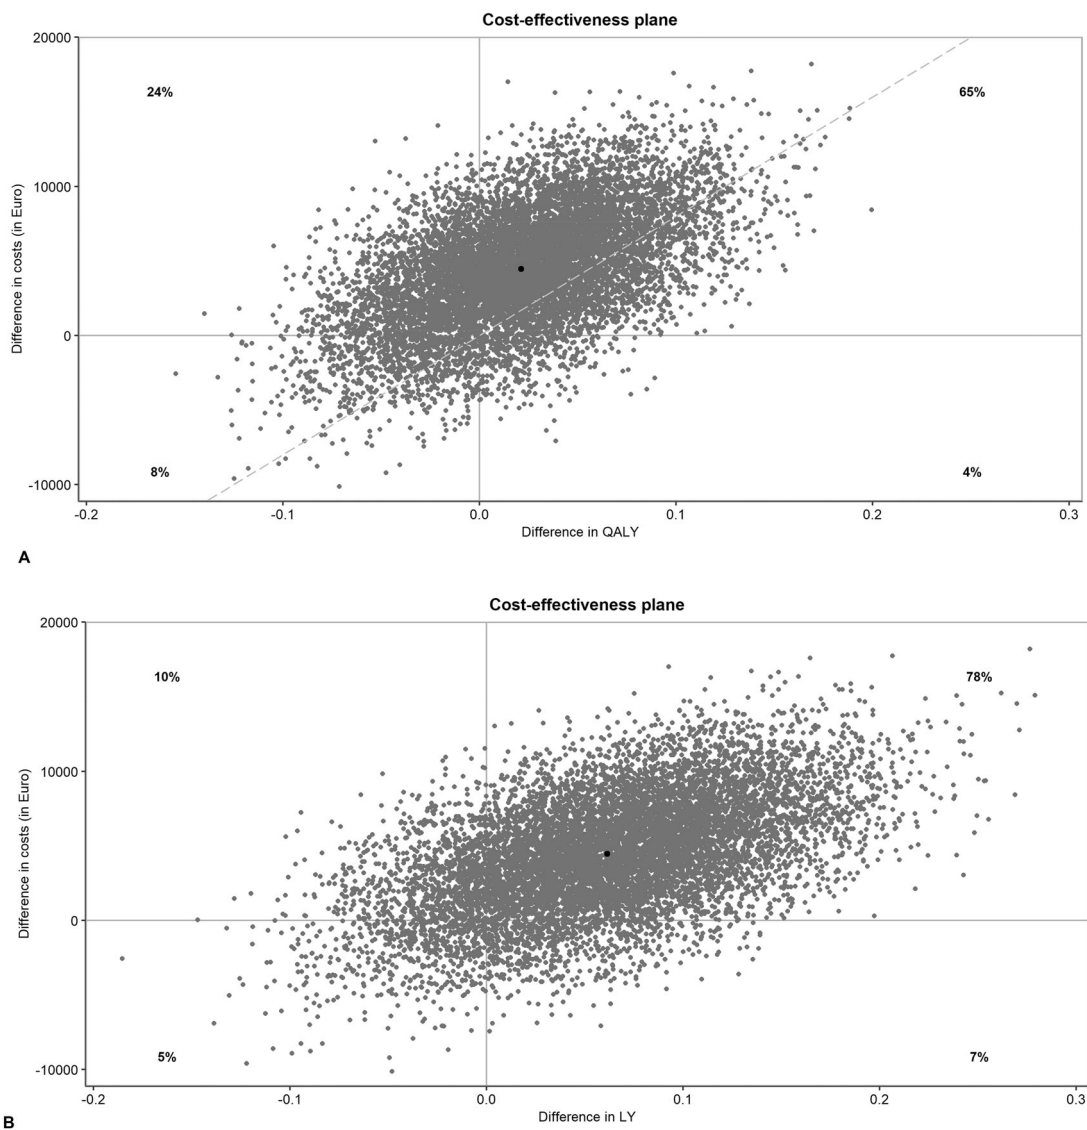 Cost-effectiveness plane
20000
24%
65%
10000
Difference in costs (in Euro)
0
8%
4%
-10000
-0.2 -0.1 0.0 0.1 0.2 0.3
Difference in QALY
A
Cost-effectiveness plane
20000
10%
78%
10000
Difference in costs (in Euro)
0
5%
7%
-10000
-0.2 -0.1 0.0 0.1 0.2 0.3
Difference in LY
B